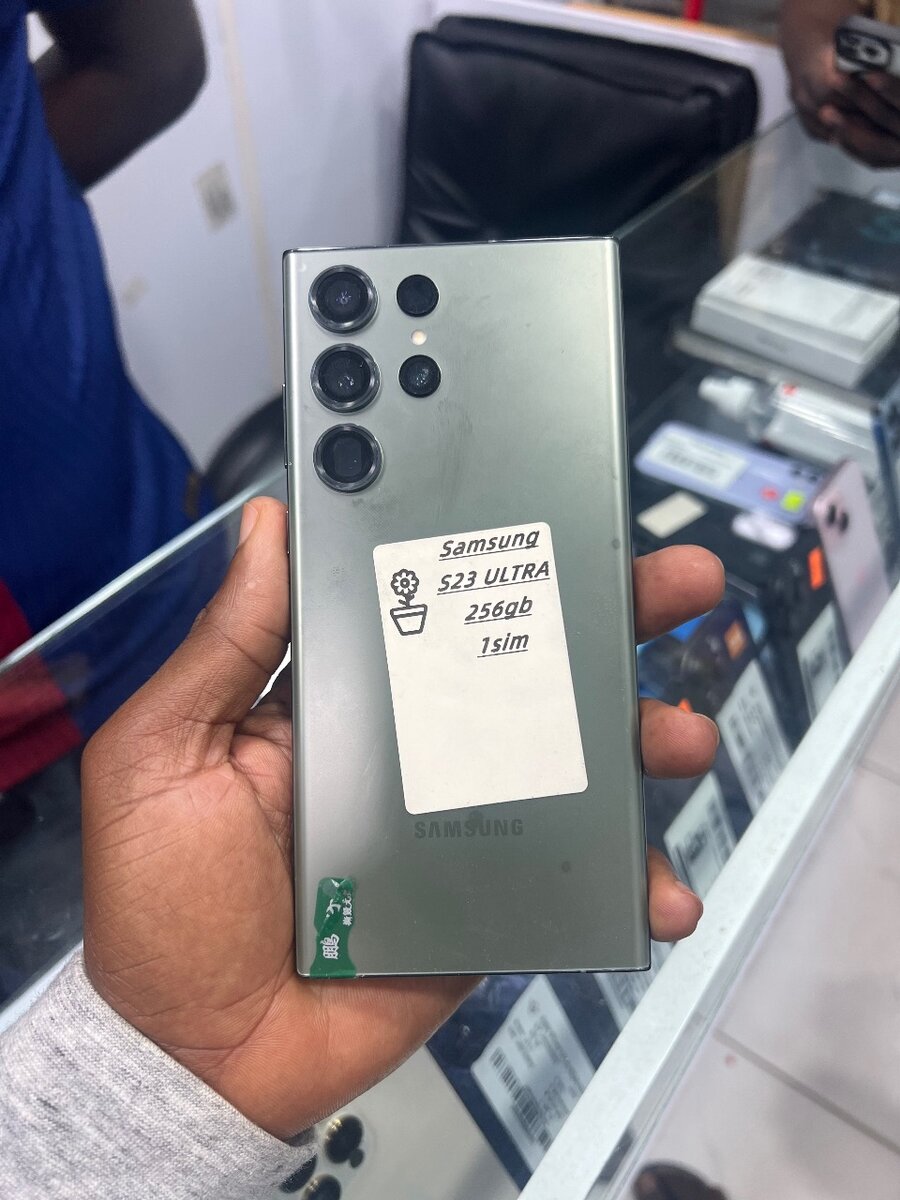 Samsung
S23 ULTRA
256gb
1sim
SAMSUNG